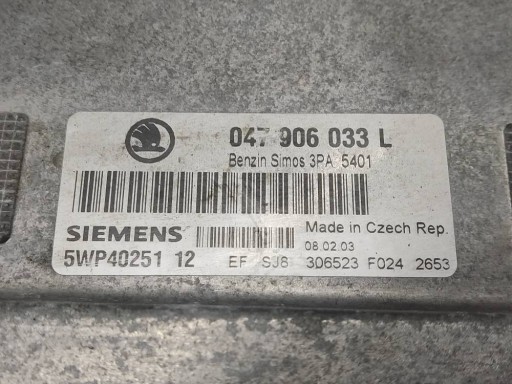 047 906 033 L
Benzin Simos 3PA 5401
SIEMENS
Made in Czech Rep.
08.02.03
5WP40251 12
EF SJ6 306523 F024 2653